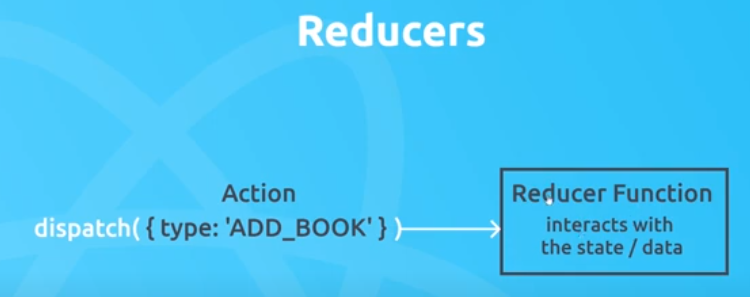 Reducers
Action
dispatch( { type: 'ADD_BOOK' } )
Reducer Function
interacts with
the state / data